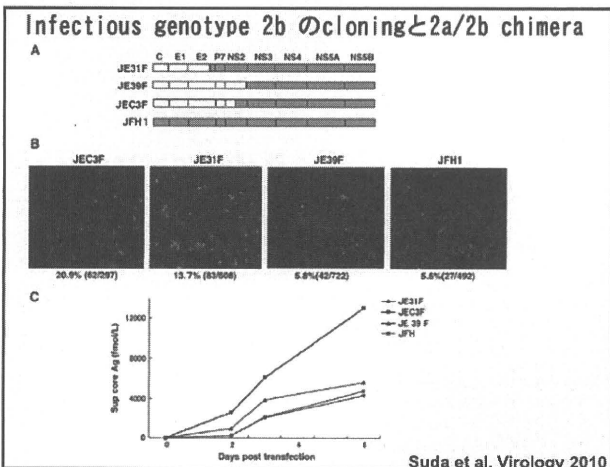 Infectious genotype 2b のcloningと2a/2b chimera
A
C E1 E2 P7 NS2 NS3 NS4 NS5A NS5B
JE31F
JE39F
JEC3F
JFH1
B
JEC3F JE31F JE39F JFH1
20.9% (62/297) 13.7% (83/608) 5.8%(42/722) 5.5%(27/492)
C
12000
8000
4000
0
Sup core Ag (fmol/L)
0 2 4 6
Days post transfection
JE31F
JEC3F
JE 39 F
JFH
Suda et al. Virology 2010